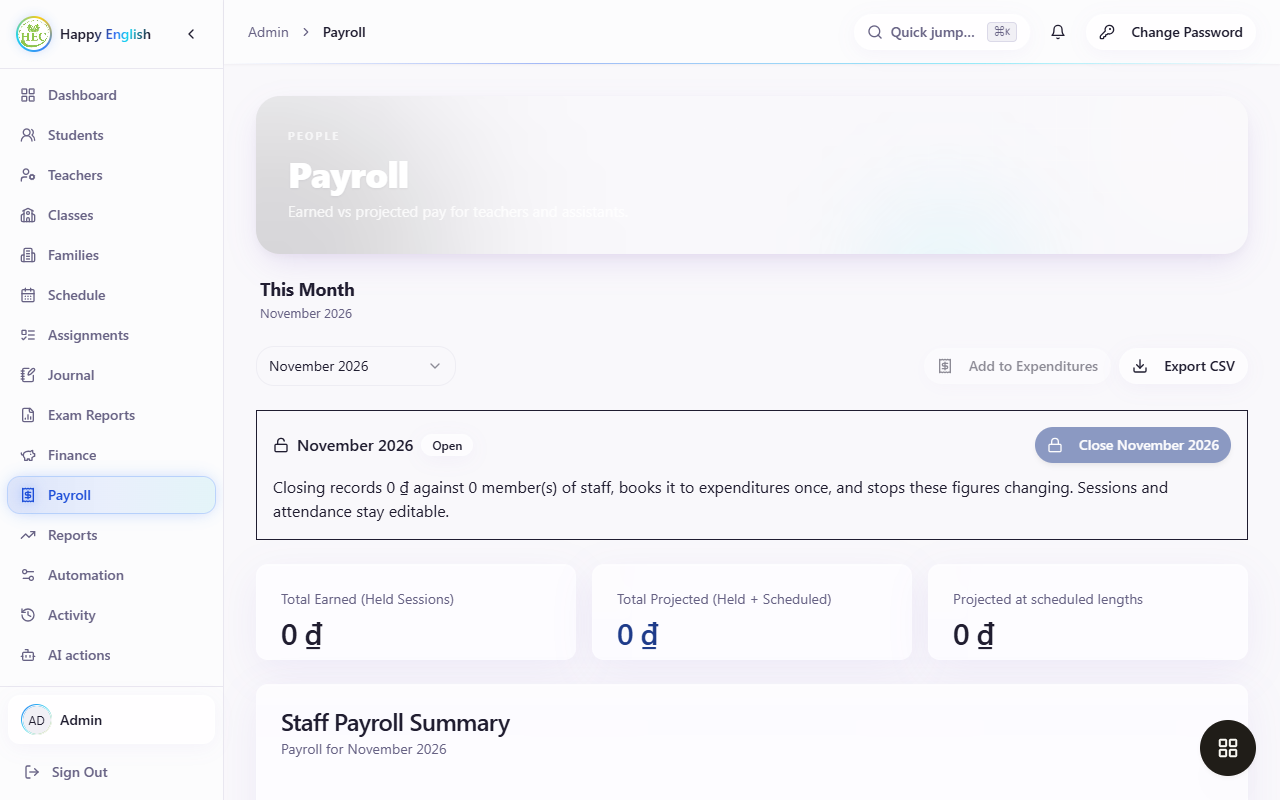 HEC
Happy English
Admin > Payroll
Quick jump... ⌘K
Change Password
Dashboard
Students
Teachers
Classes
Families
Schedule
Assignments
Journal
Exam Reports
Finance
Payroll
Reports
Automation
Activity
AI actions
AD Admin
Sign Out
PEOPLE
Payroll
Earned vs projected pay for teachers and assistants
This Month
November 2026
November 2026
Add to Expenditures
Export CSV
November 2026 Open
Close November 2026
Closing records 0 ₫ against 0 member(s) of staff, books it to expenditures once, and stops these figures changing. Sessions and
attendance stay editable.
Total Earned (Held Sessions)
0 ₫
Total Projected (Held + Scheduled)
0 ₫
Projected at scheduled lengths
0 ₫
Staff Payroll Summary
Payroll for November 2026